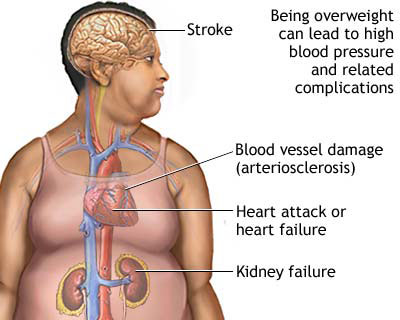 Stroke
Being overweight
can lead to high
blood pressure
and related
complications
Blood vessel damage
(arteriosclerosis)
Heart attack or
heart failure
Kidney failure